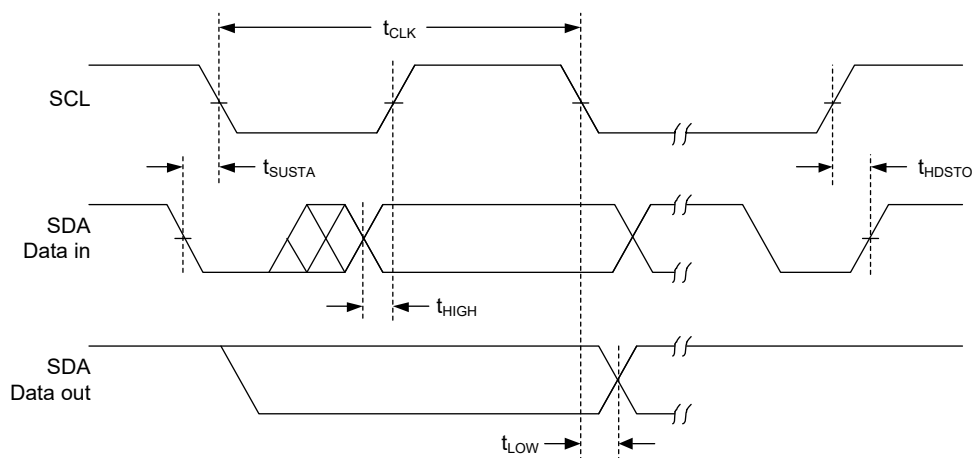 tCLK
SCL
tSUSTA
tHDSTO
SDA
Data in
tHIGH
SDA
Data out
tLOW